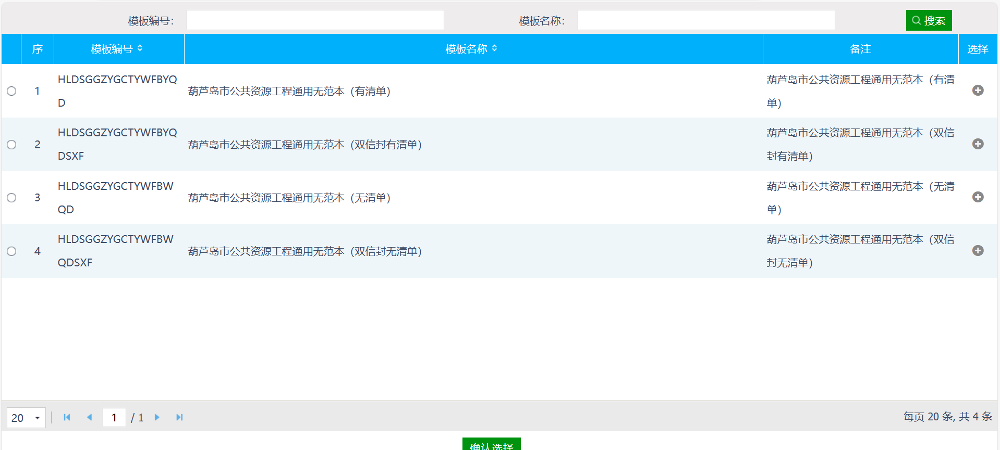 模板编号：
模板名称：
搜索
序 模板编号 模板名称 备注 选择
1
HLDSGGZYGCTYWFBYQ
D
葫芦岛市公共资源工程通用无范本（有清单）
葫芦岛市公共资源工程通用无范本（有清
单）
2
HLDSGGZYGCTYWFBYQ
DSXF
葫芦岛市公共资源工程通用无范本（双信封有清单）
葫芦岛市公共资源工程通用无范本（双信
封有清单）
3
HLDSGGZYGCTYWFBW
QD
葫芦岛市公共资源工程通用无范本（无清单）
葫芦岛市公共资源工程通用无范本（无清
单）
4
HLDSGGZYGCTYWFBW
QDSXF
葫芦岛市公共资源工程通用无范本（双信封无清单）
葫芦岛市公共资源工程通用无范本（双信
封无清单）
20
1 / 1
每页 20 条, 共 4 条
确认选择